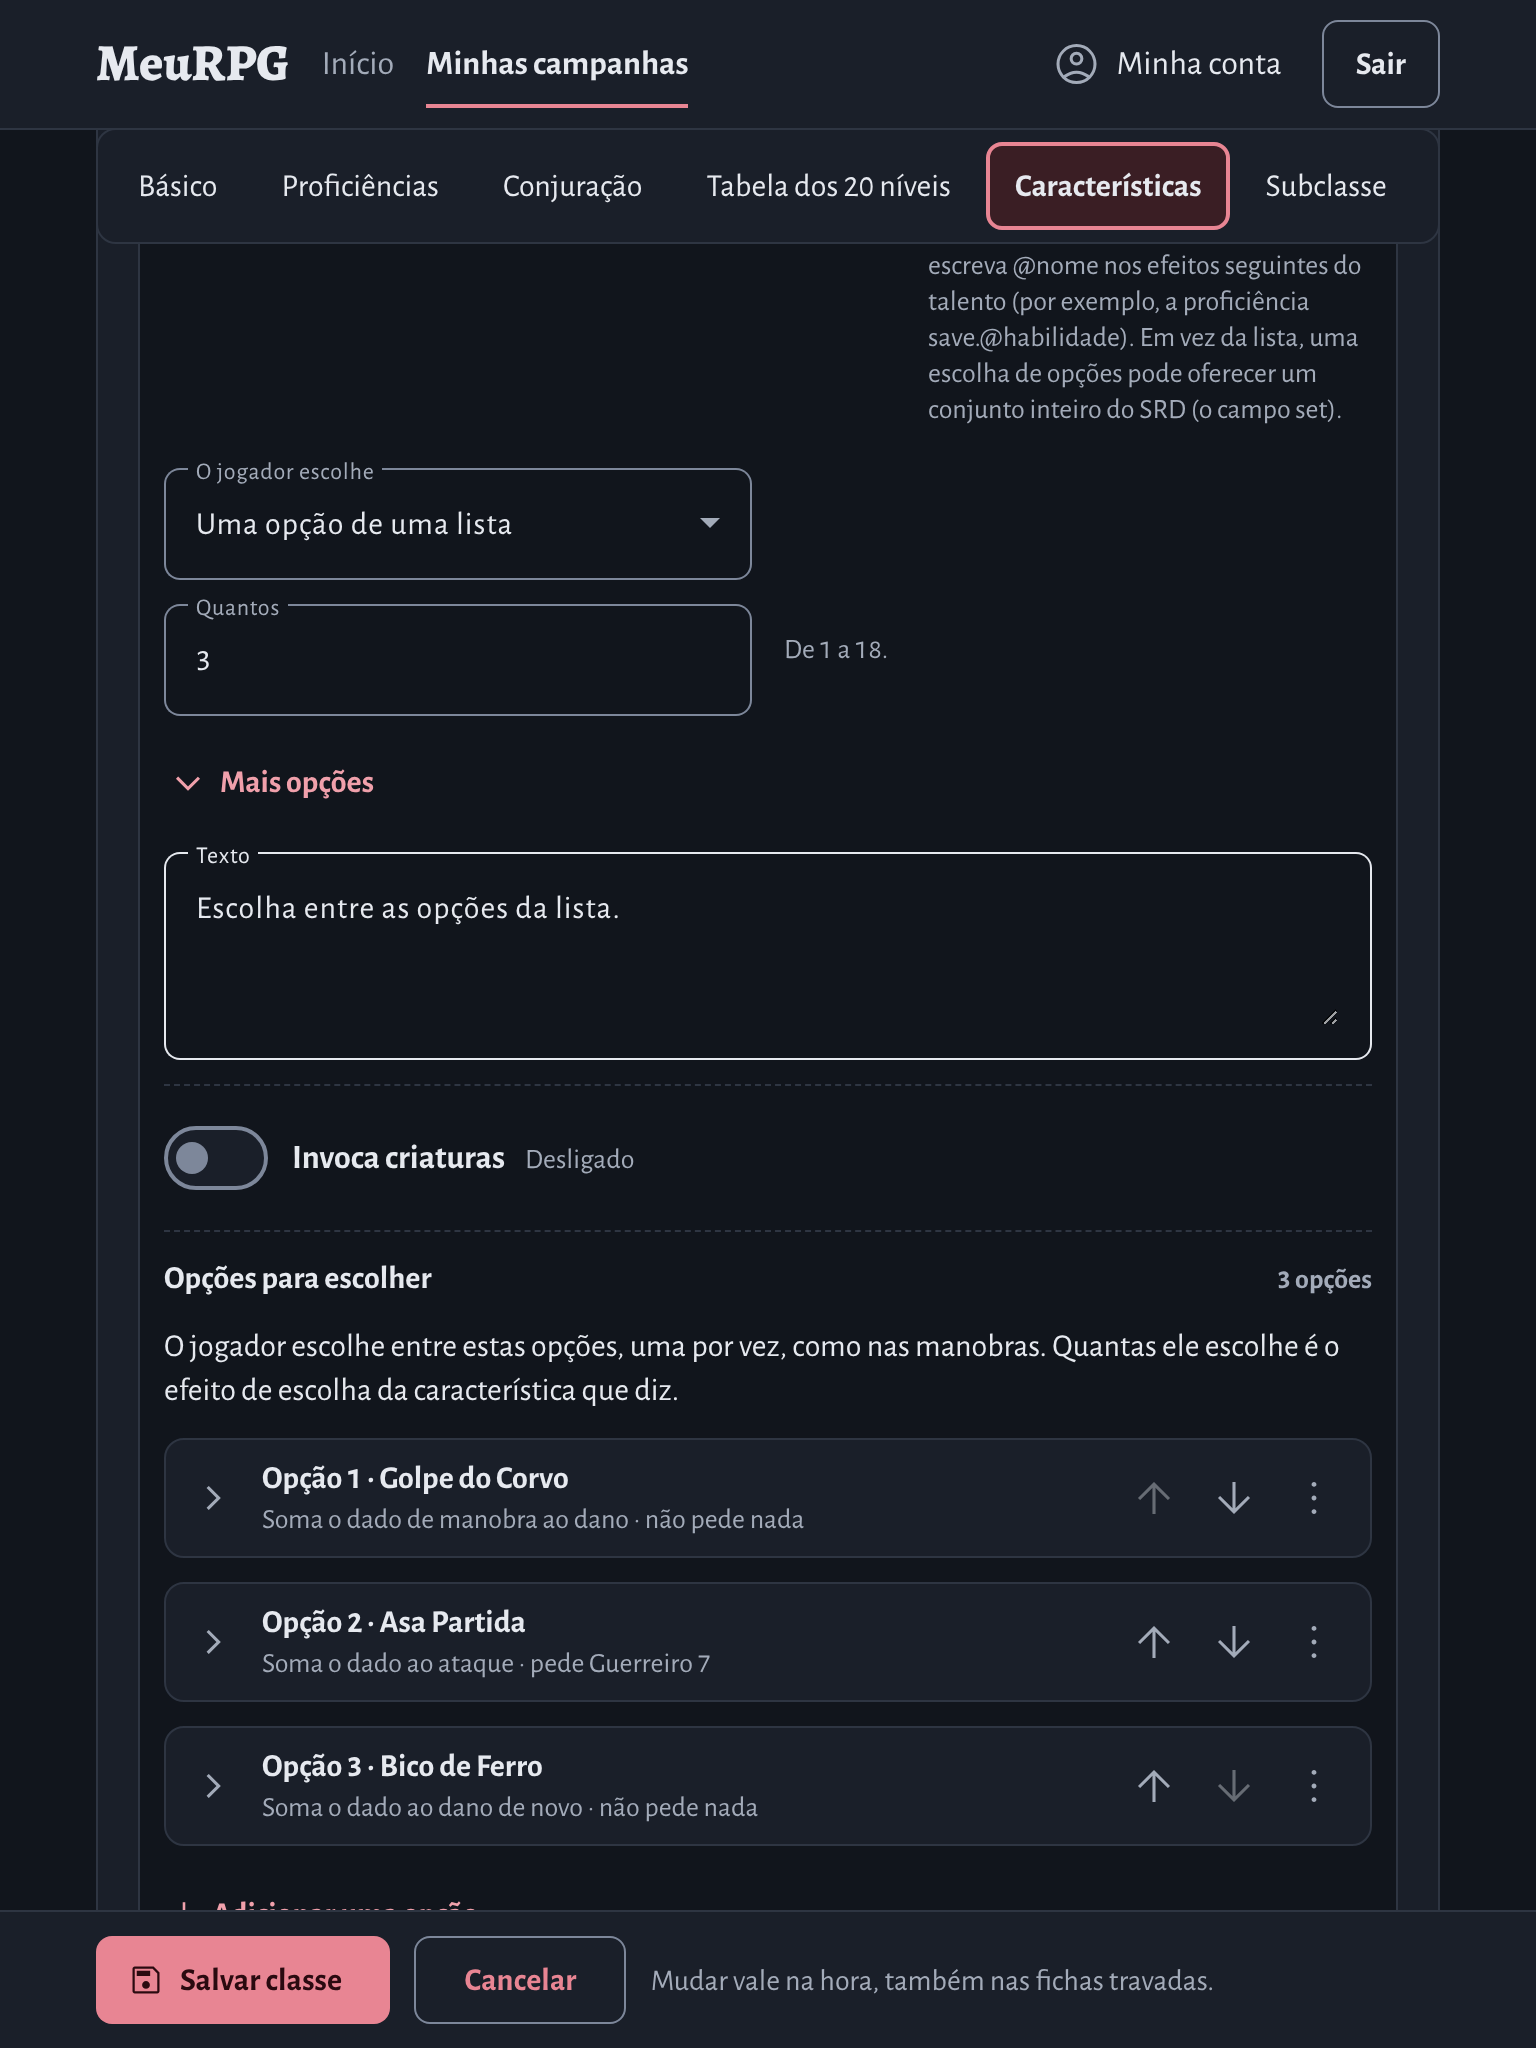 MeuRPG Início Minhas campanhas Minha conta Sair
Básico Proficiências Conjuração Tabela dos 20 níveis Características Subclasse
escreva @nome nos efeitos seguintes do
talento (por exemplo, a proficiência
save.@habilidade). Em vez da lista, uma
escolha de opções pode oferecer um
conjunto inteiro do SRD (o campo set).
O jogador escolhe
Uma opção de uma lista
Quantos
3
De 1 a 18.
Mais opções
Texto
Escolha entre as opções da lista.
Invoca criaturas Desligado
Opções para escolher 3 opções
O jogador escolhe entre estas opções, uma por vez, como nas manobras. Quantas ele escolhe é o
efeito de escolha da característica que diz.
Opção 1 · Golpe do Corvo
Soma o dado de manobra ao dano · não pede nada
Opção 2 · Asa Partida
Soma o dado ao ataque · pede Guerreiro 7
Opção 3 · Bico de Ferro
Soma o dado ao dano de novo · não pede nada
Adicionar uma opção
Salvar classe Cancelar Mudar vale na hora, também nas fichas travadas.